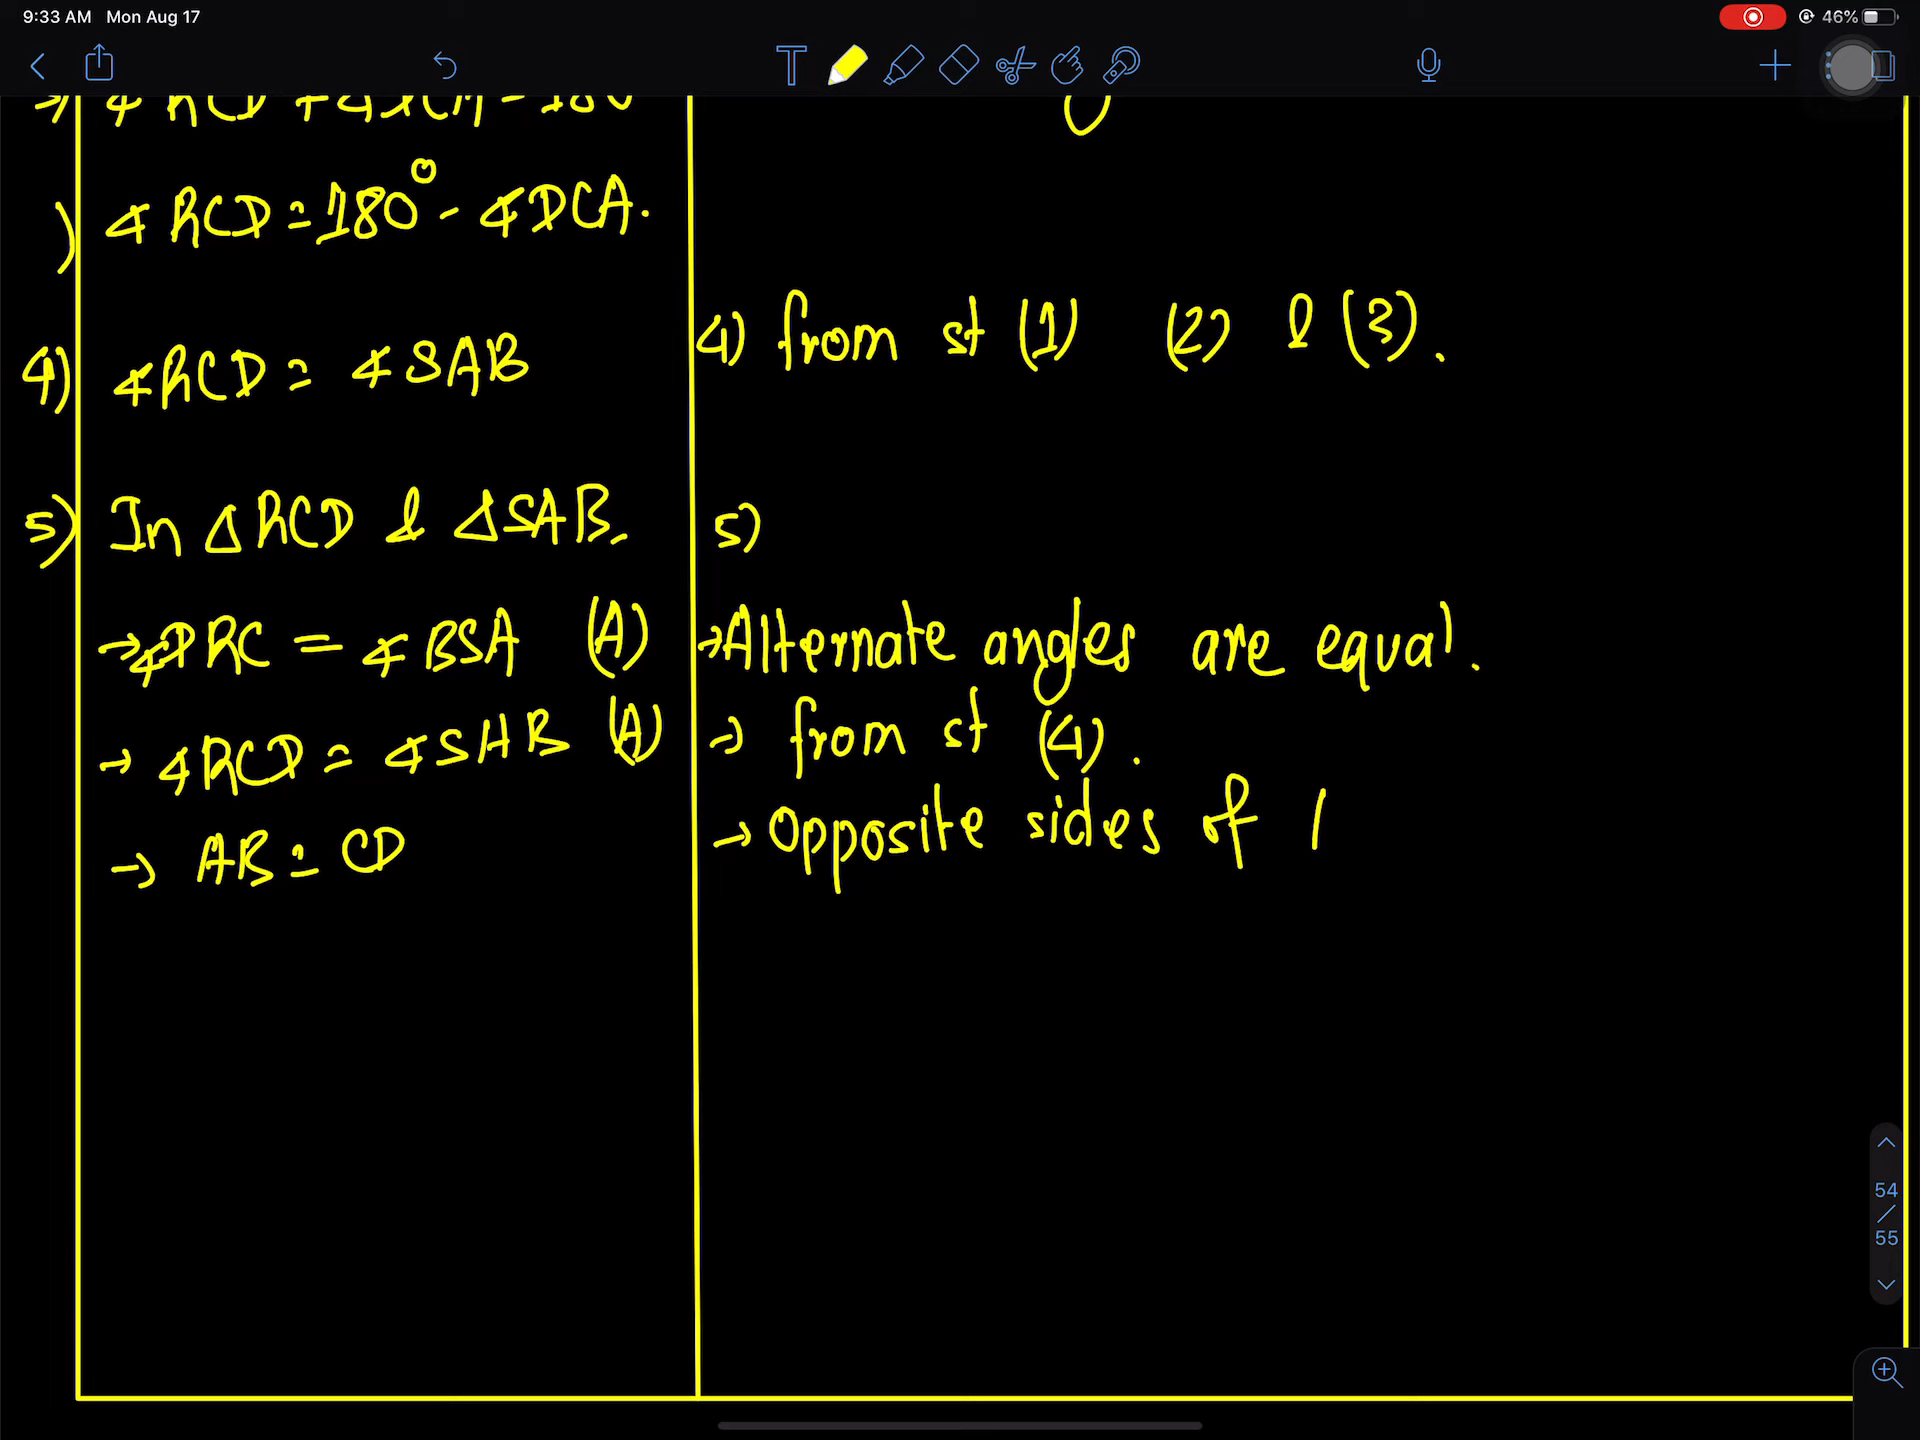 9:33 AM Mon Aug 17
46%
∡RCD = 180° - ∡DCA.
4) ∡RCD = ∡SAB
4) from st (1) (2) & (3).
5) In △RCD & △SAB.
5)
→ ∡DRC = ∡BSA (A)
→ Alternate angles are equal.
→ ∡RCD = ∡SAB (A)
→ from st (4).
→ AB = CD
→ Opposite sides of
54
/
55